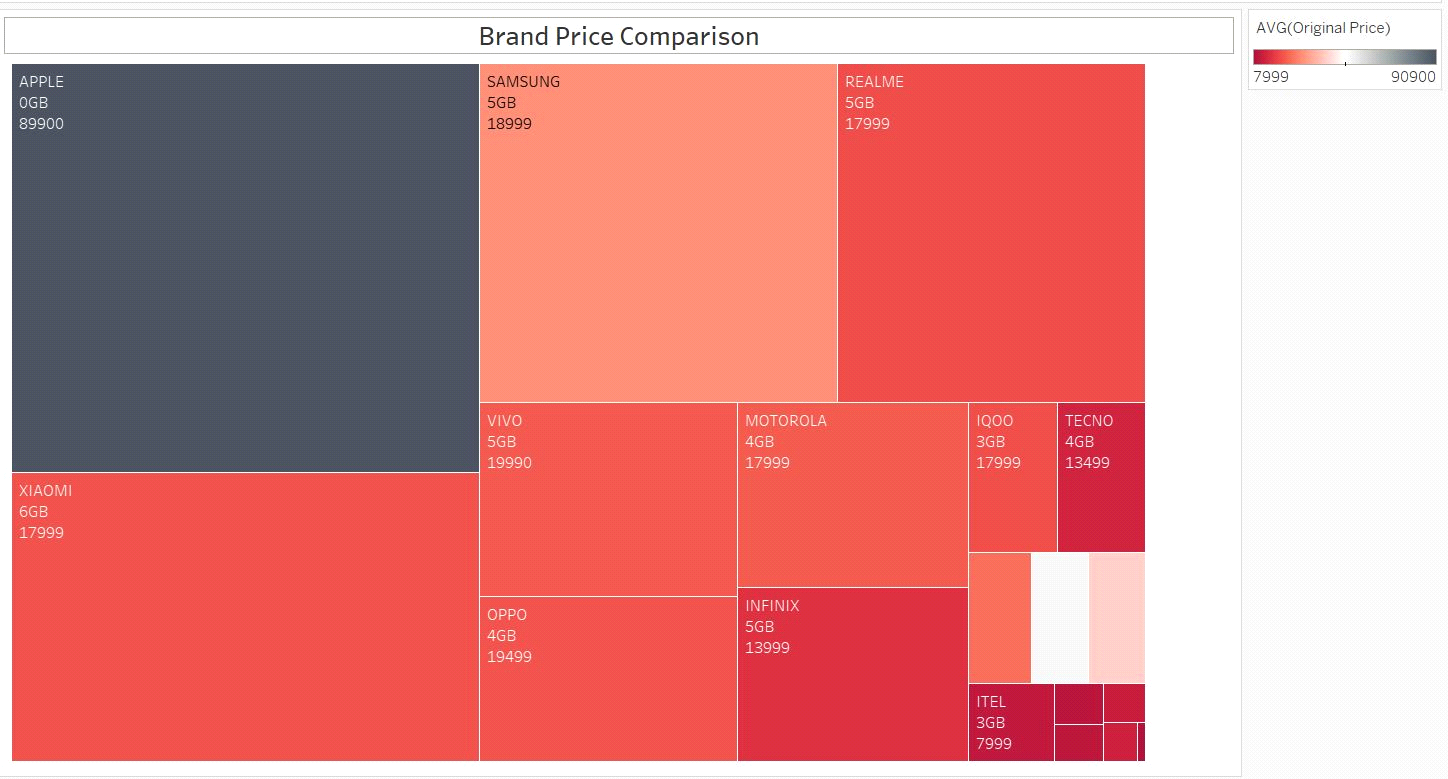 Brand Price Comparison
AVG(Original Price)
7999 90900
APPLE
0GB
89900
SAMSUNG
5GB
18999
REALME
5GB
17999
XIAOMI
6GB
17999
VIVO
5GB
19990
OPPO
4GB
19499
MOTOROLA
4GB
17999
INFINIX
5GB
13999
IQOO
3GB
17999
TECNO
4GB
13499
ITEL
3GB
7999